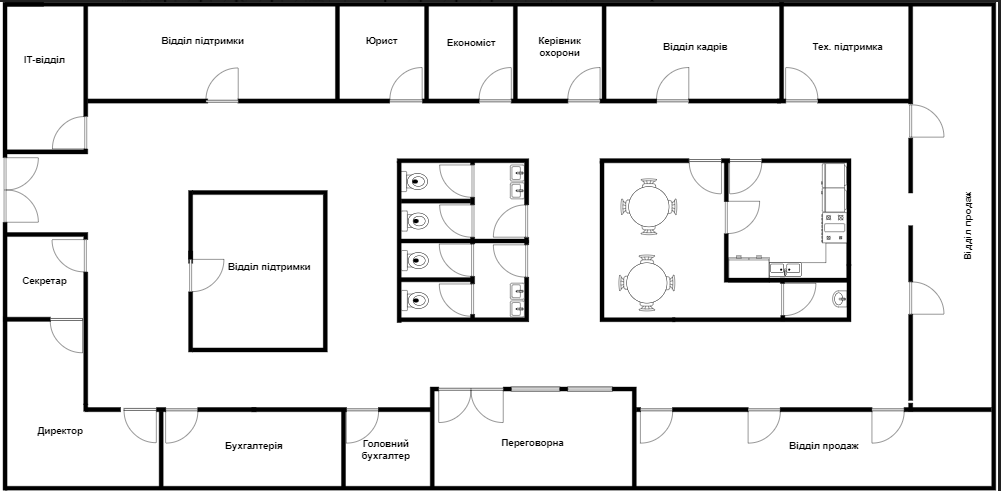 ІТ-відділ
Відділ підтримки
Юрист
Економіст
Керівник
охорони
Відділ кадрів
Тех. підтримка
Відділ продаж
Відділ підтримки
Секретар
Директор
Бухгалтерія
Головний
бухгалтер
Переговорна
Відділ продаж